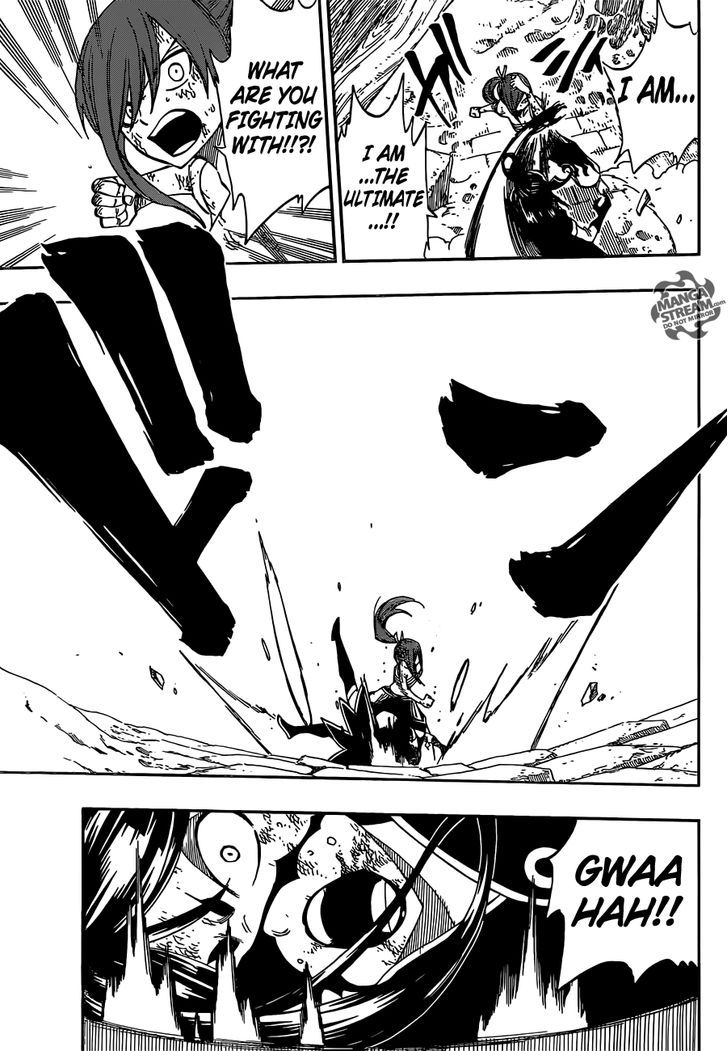 I AM...
I AM
...THE
ULTIMATE
...!!
WHAT
ARE YOU
FIGHTING
WITH!!?!
MANGA
STREAM.com
DO NOT MIRROR
GWAA
HAH!!